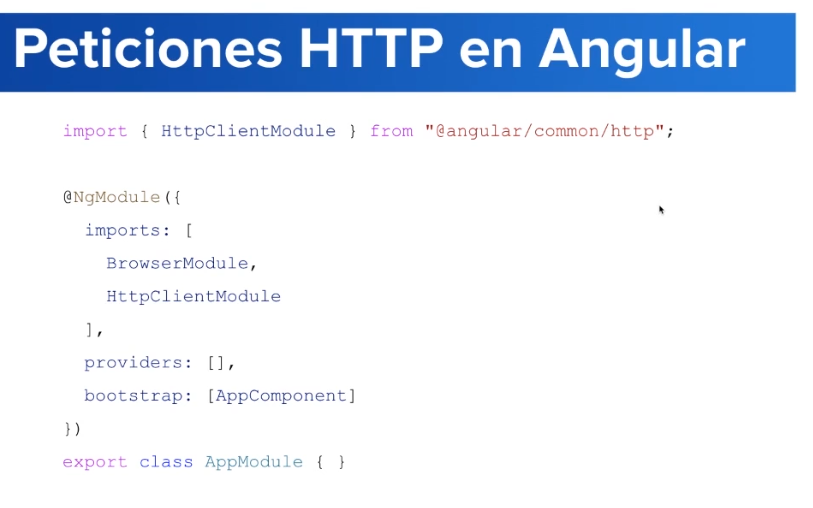 Peticiones HTTP en Angular
import { HttpClientModule } from "@angular/common/http";
@NgModule({
imports: [
BrowserModule,
HttpClientModule
],
providers: [],
bootstrap: [AppComponent]
})
export class AppModule { }